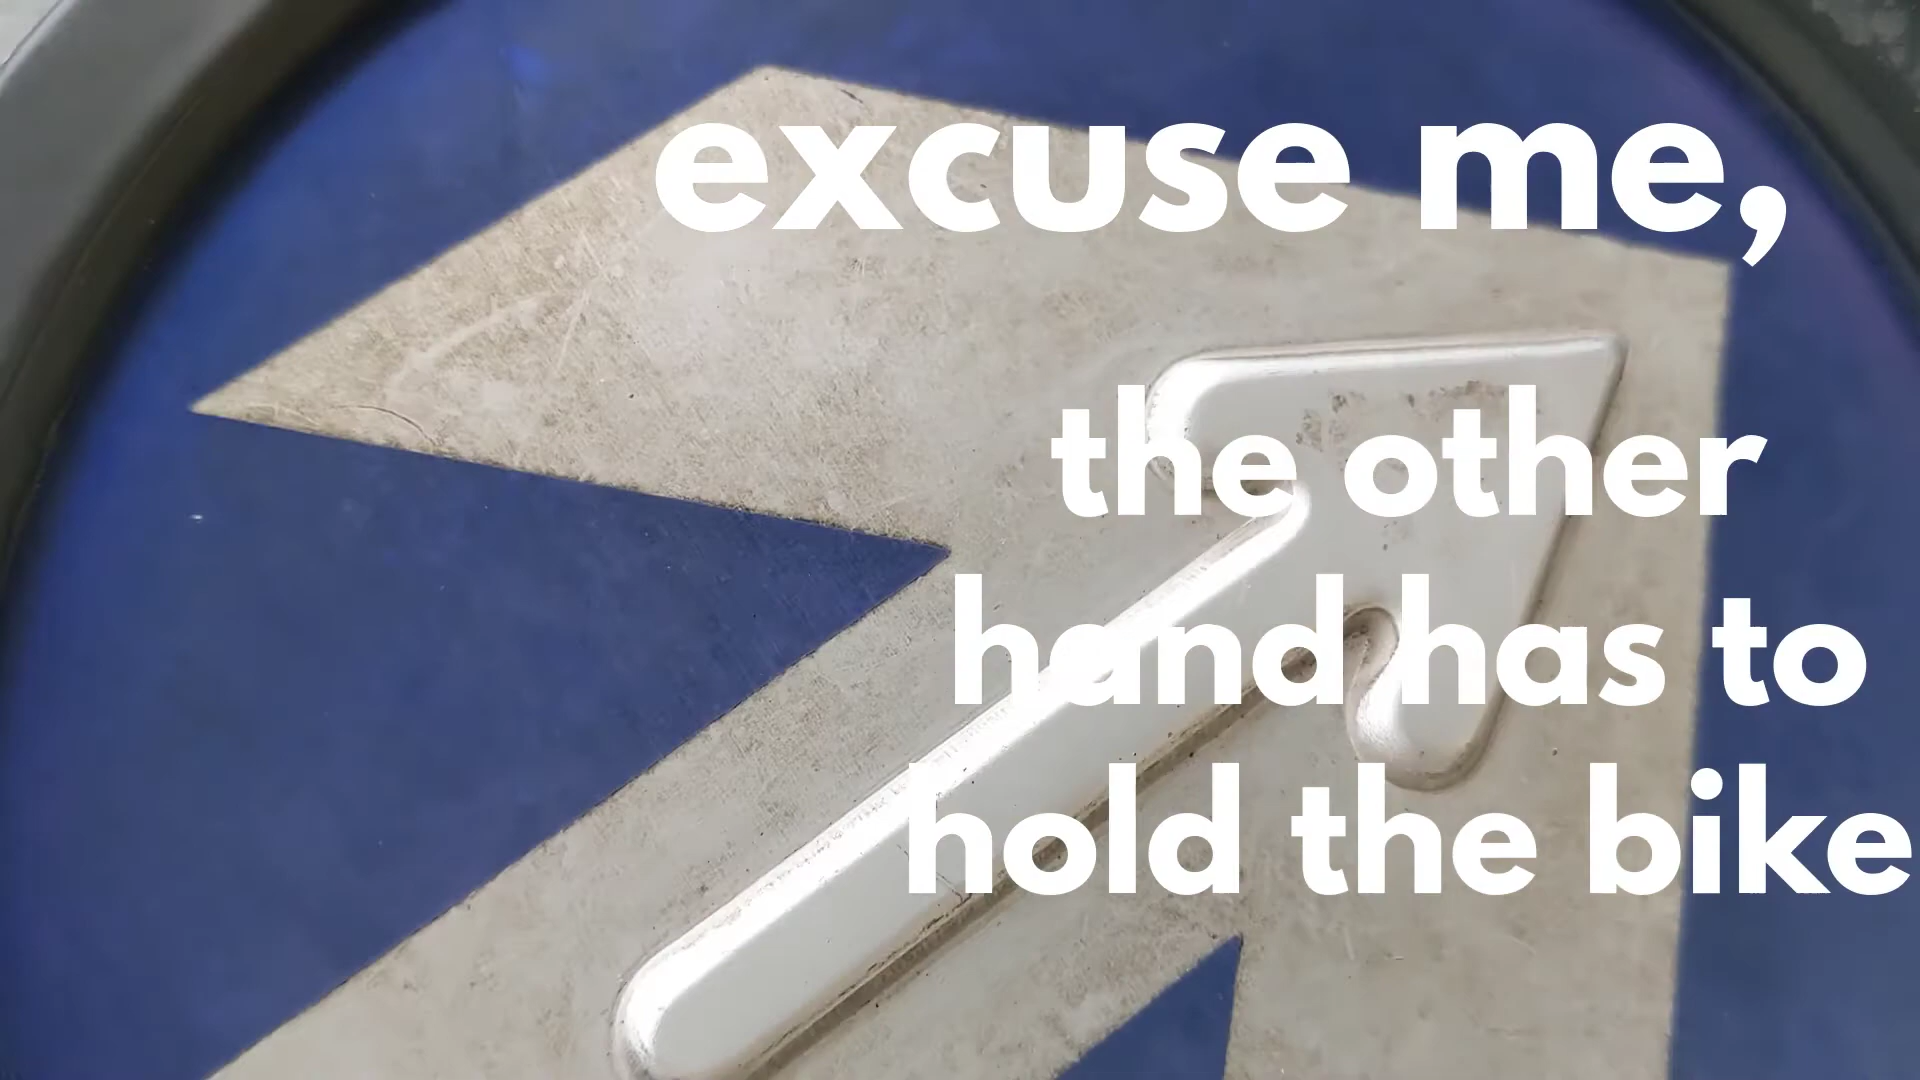 excuse me,
the other
hand has to
hold the bike